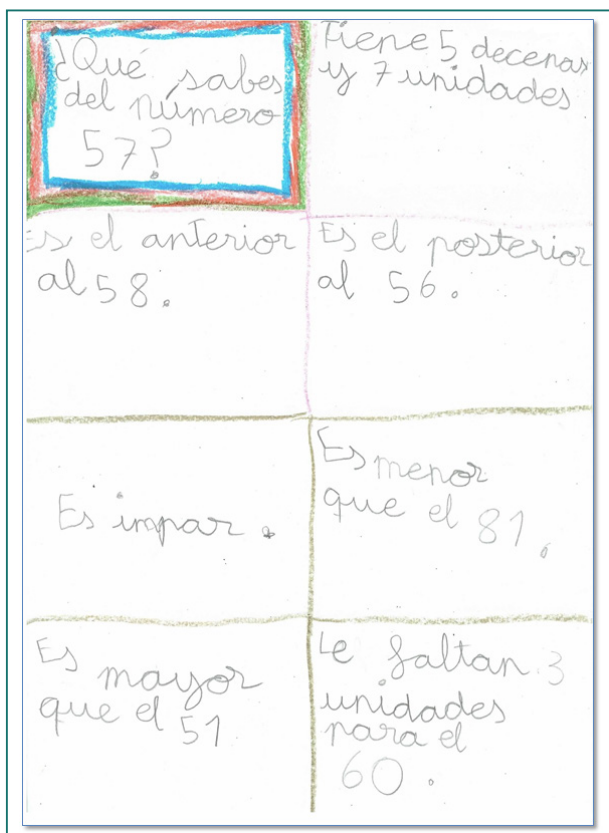 ¿Qué sabes
del número
57?
Tiene 5 decenas
y 7 unidades
Es el anterior
al 58.
Es el posterior
al 56.
Es impar.
Es menor
que el 81.
Es mayor
que el 51
Le faltan 3
unidades
para el
60.